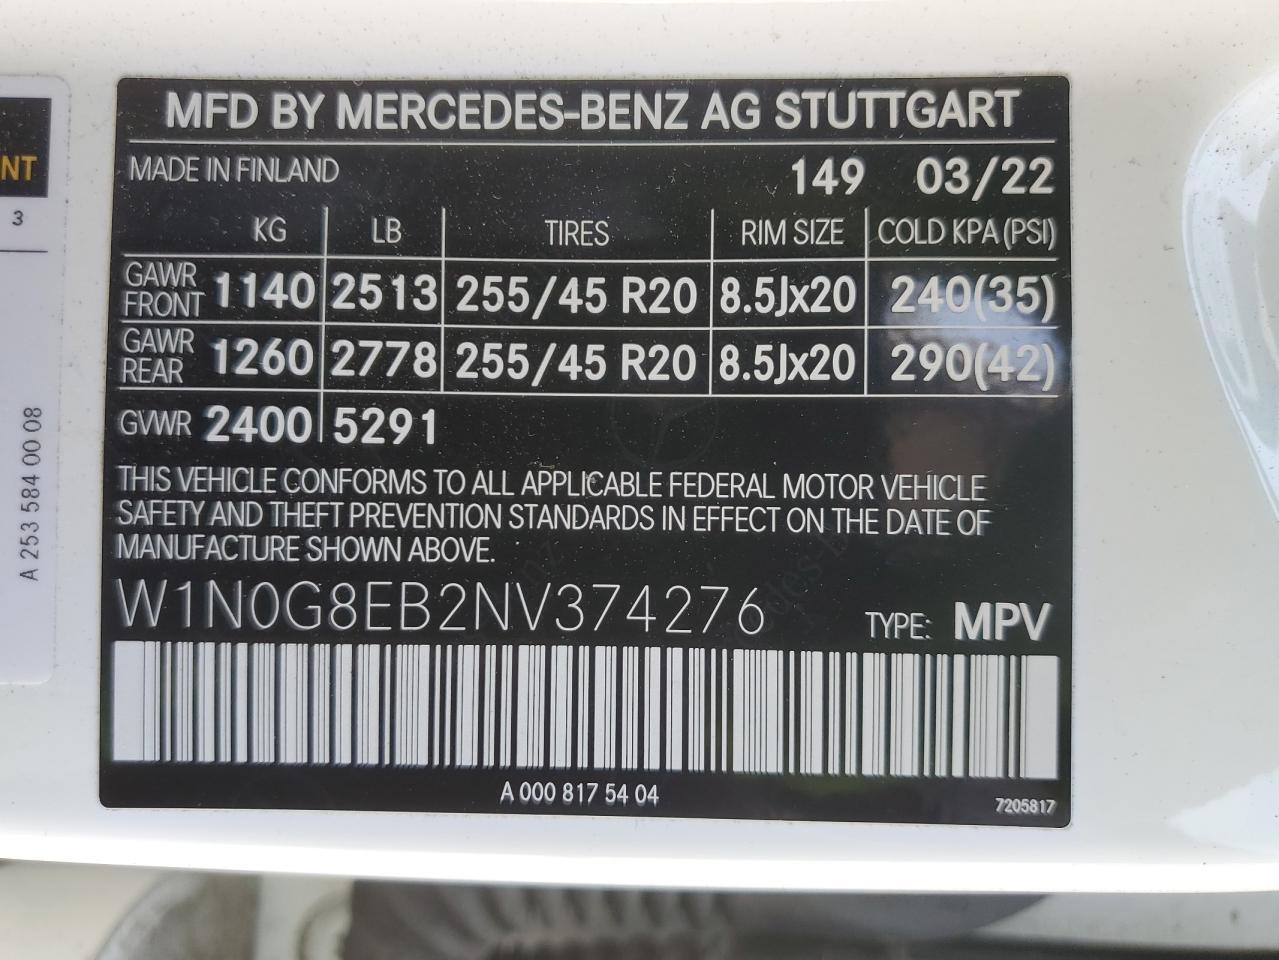 MFD BY MERCEDES-BENZ AG STUTTGART
MADE IN FINLAND 149 03/22
KG LB TIRES RIM SIZE COLD KPA (PSI)
GAWR FRONT 1140 2513 255/45 R20 8.5Jx20 240(35)
GAWR REAR 1260 2778 255/45 R20 8.5Jx20 290(42)
GVWR 2400 5291
THIS VEHICLE CONFORMS TO ALL APPLICABLE FEDERAL MOTOR VEHICLE
SAFETY AND THEFT PREVENTION STANDARDS IN EFFECT ON THE DATE OF
MANUFACTURE SHOWN ABOVE.
W1N0G8EB2NV374276 TYPE: MPV
A 000 817 54 04
7205817
NT
3
A 253 584 00 08